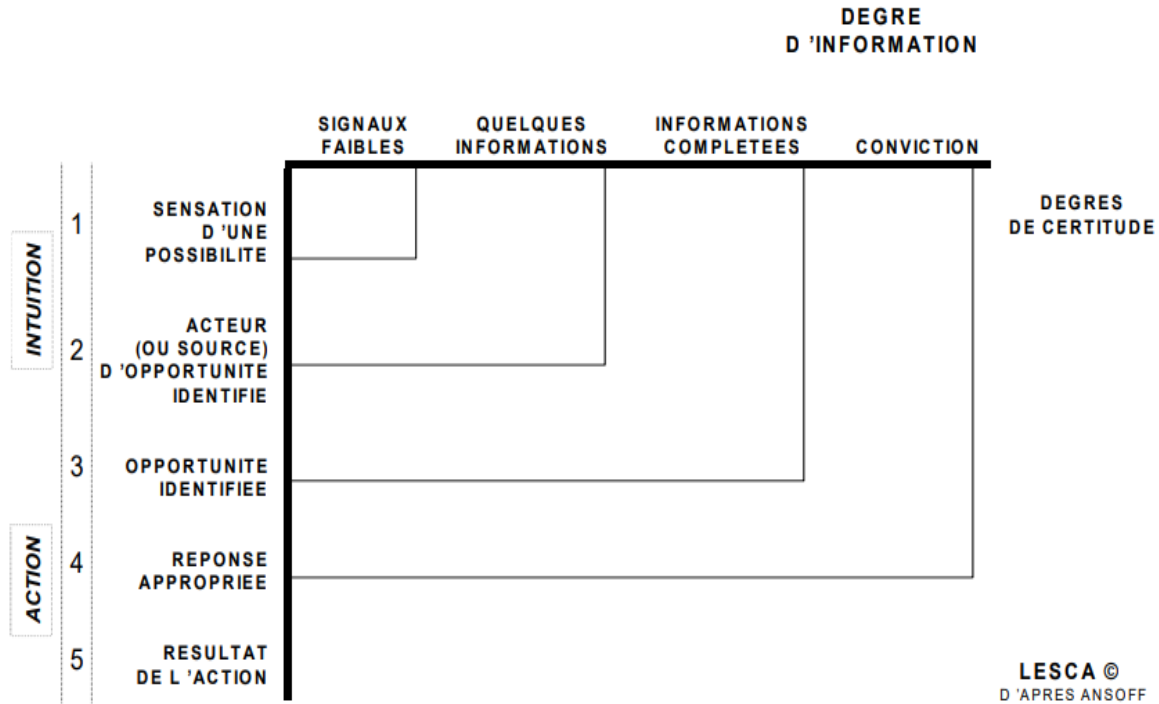 DEGRE
D 'INFORMATION
SIGNAUX
FAIBLES
QUELQUES
INFORMATIONS
INFORMATIONS
COMPLETEES
CONVICTION
DEGRES
DE CERTITUDE
INTUITION
1
SENSATION
D 'UNE
POSSIBILITE
2
ACTEUR
(OU SOURCE)
D 'OPPORTUNITE
IDENTIFIE
3
OPPORTUNITE
IDENTIFIEE
ACTION
4
REPONSE
APPROPRIEE
5
RESULTAT
DE L 'ACTION
LESCA ©
D 'APRES ANSOFF